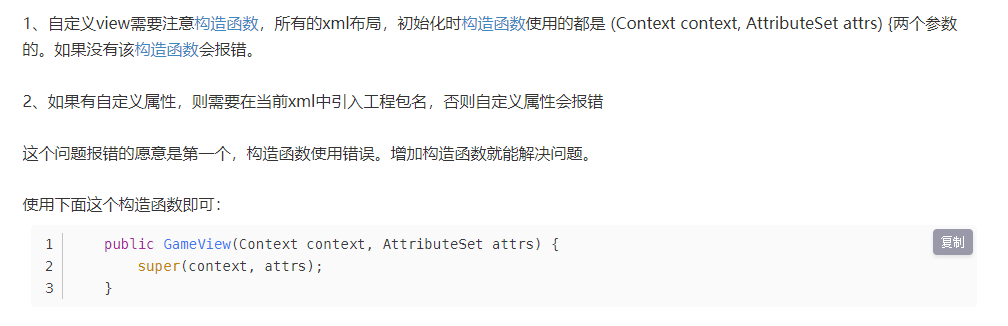 1、自定义view需要注意构造函数，所有的xml布局，初始化时构造函数使用的都是 (Context context, AttributeSet attrs) {两个参数
的。如果没有该构造函数会报错。
2、如果有自定义属性，则需要在当前xml中引入工程包名，否则自定义属性会报错
这个问题报错的愿意是第一个，构造函数使用错误。增加构造函数就能解决问题。
使用下面这个构造函数即可：
1 public GameView(Context context, AttributeSet attrs) {
复制
2 super(context, attrs);
3 }